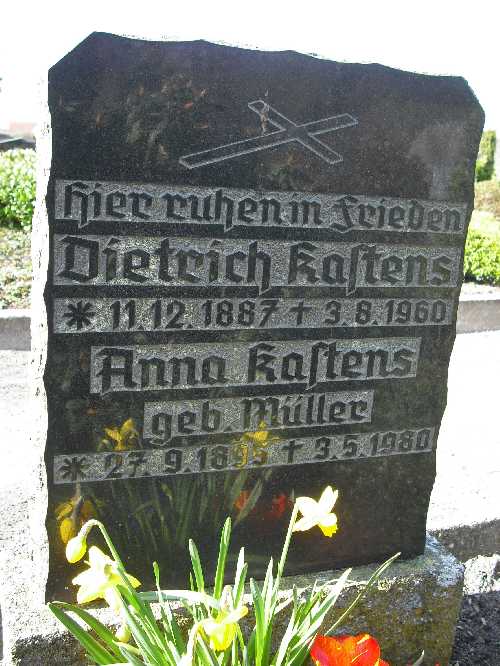 Hier ruhen in Frieden
Dietrich Kaſtens
* 11.12.1887 † 3.8.1960
Anna Kaſtens
geb. Müller
* 27.9.1895 † 3.5.1980